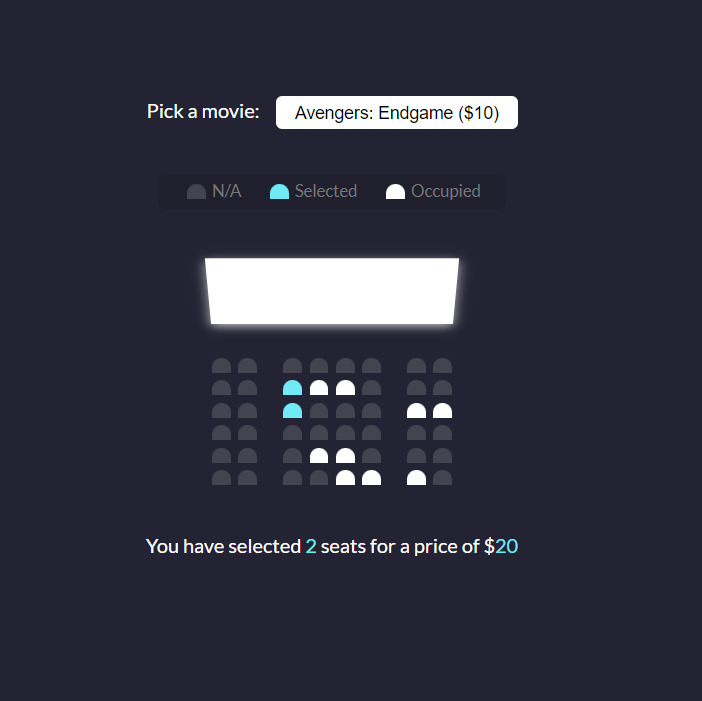 Pick a movie: Avengers: Endgame ($10)
N/A Selected Occupied
You have selected 2 seats for a price of $20